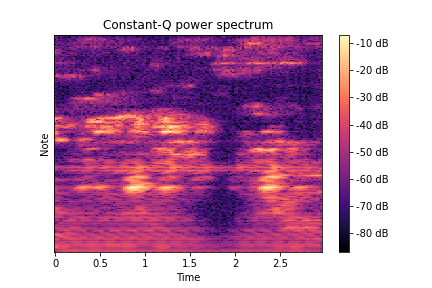 Constant-Q power spectrum
Note
0
0.5
1
1.5
2
2.5
Time
-10 dB
-20 dB
-30 dB
-40 dB
-50 dB
-60 dB
-70 dB
-80 dB